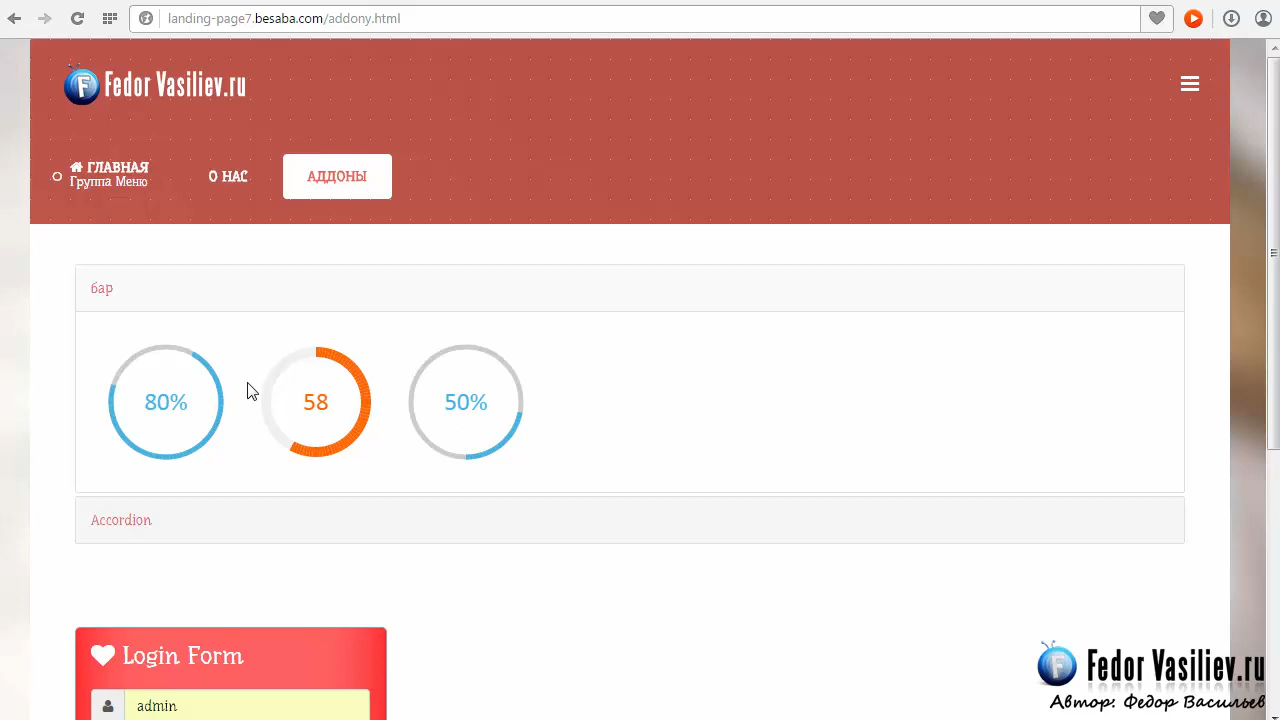 landing-page7.besaba.com/addony.html
Fedor Vasiliev.ru
ГЛАВНАЯ
Группа Меню
О НАС
АДДОНЫ
бар
80%
58
50%
Accordion
Login Form
admin
Fedor Vasiliev.ru
Автор: Федор Васильев